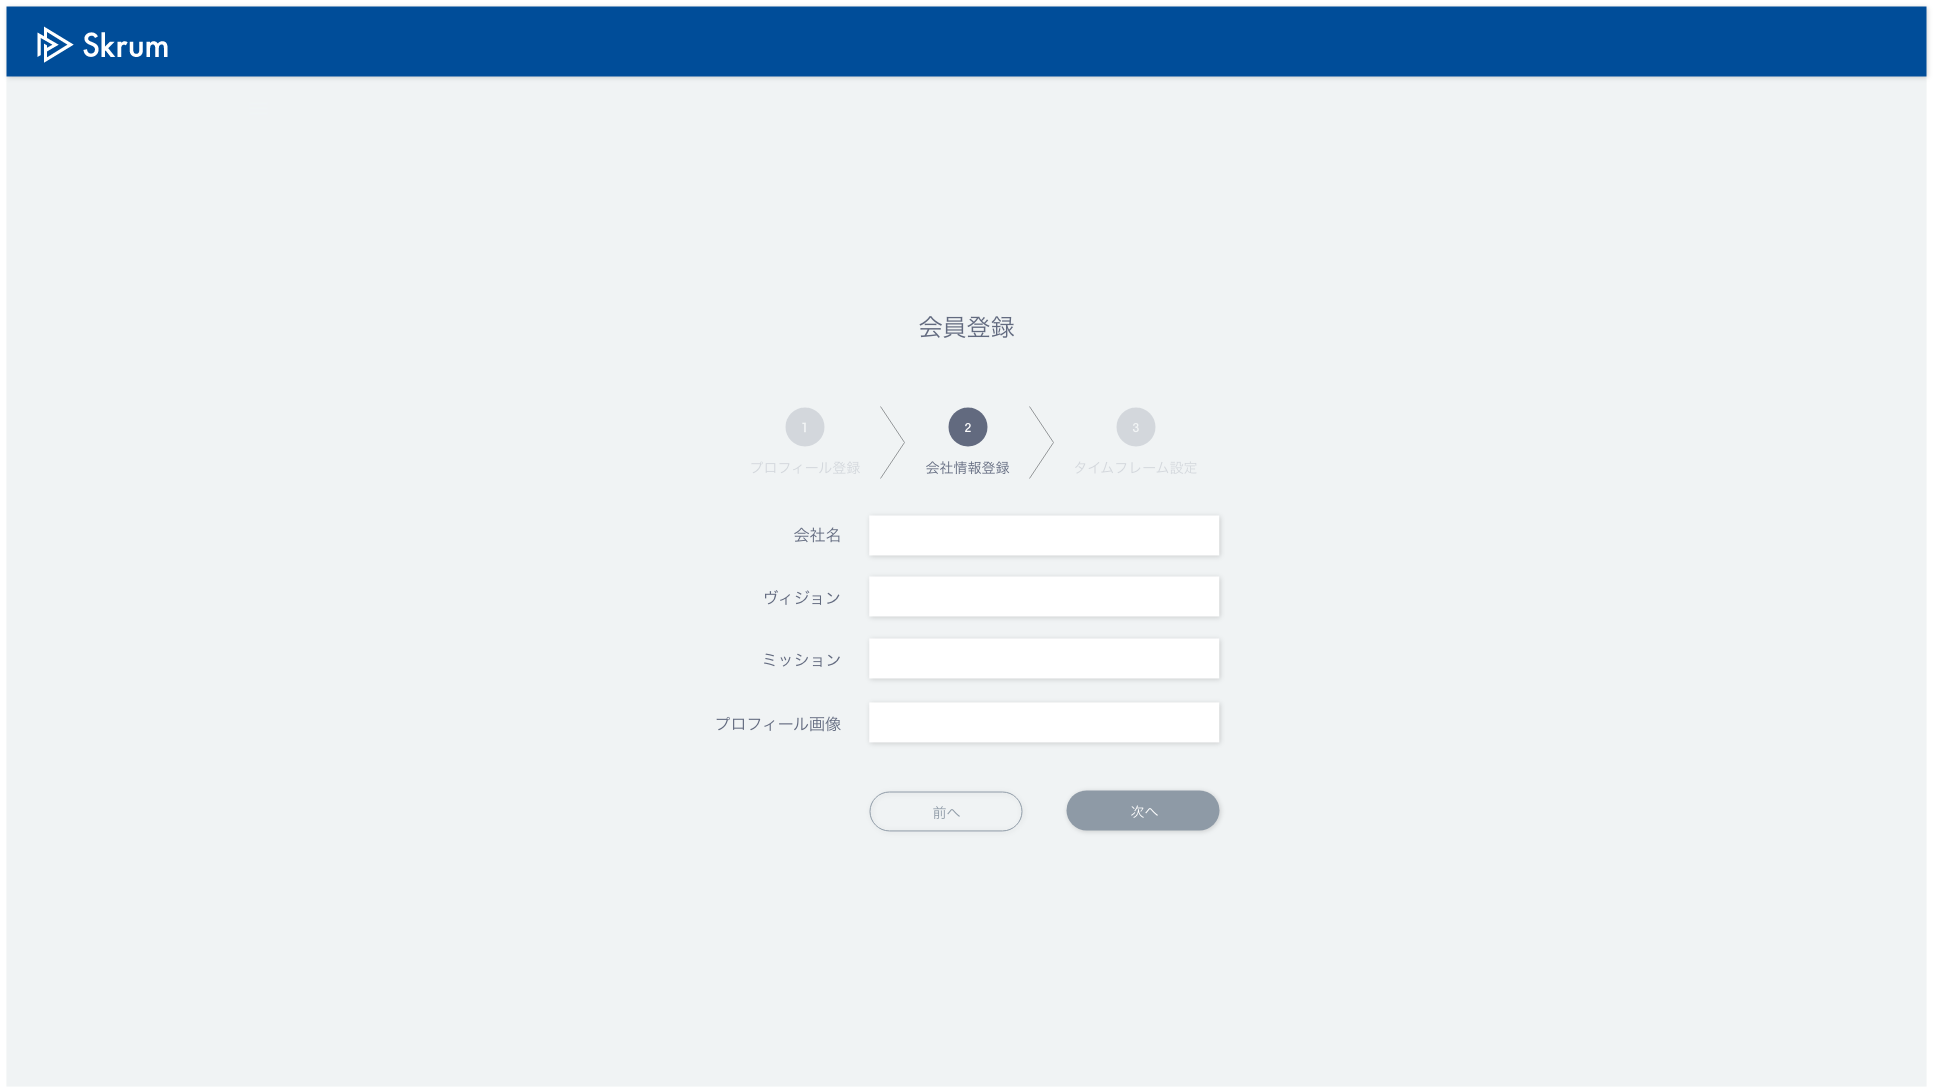 Skrum
会員登録
1
2
3
プロフィール登録
会社情報登録
タイムフレーム設定
会社名
ヴィジョン
ミッション
プロフィール画像
前へ
次へ